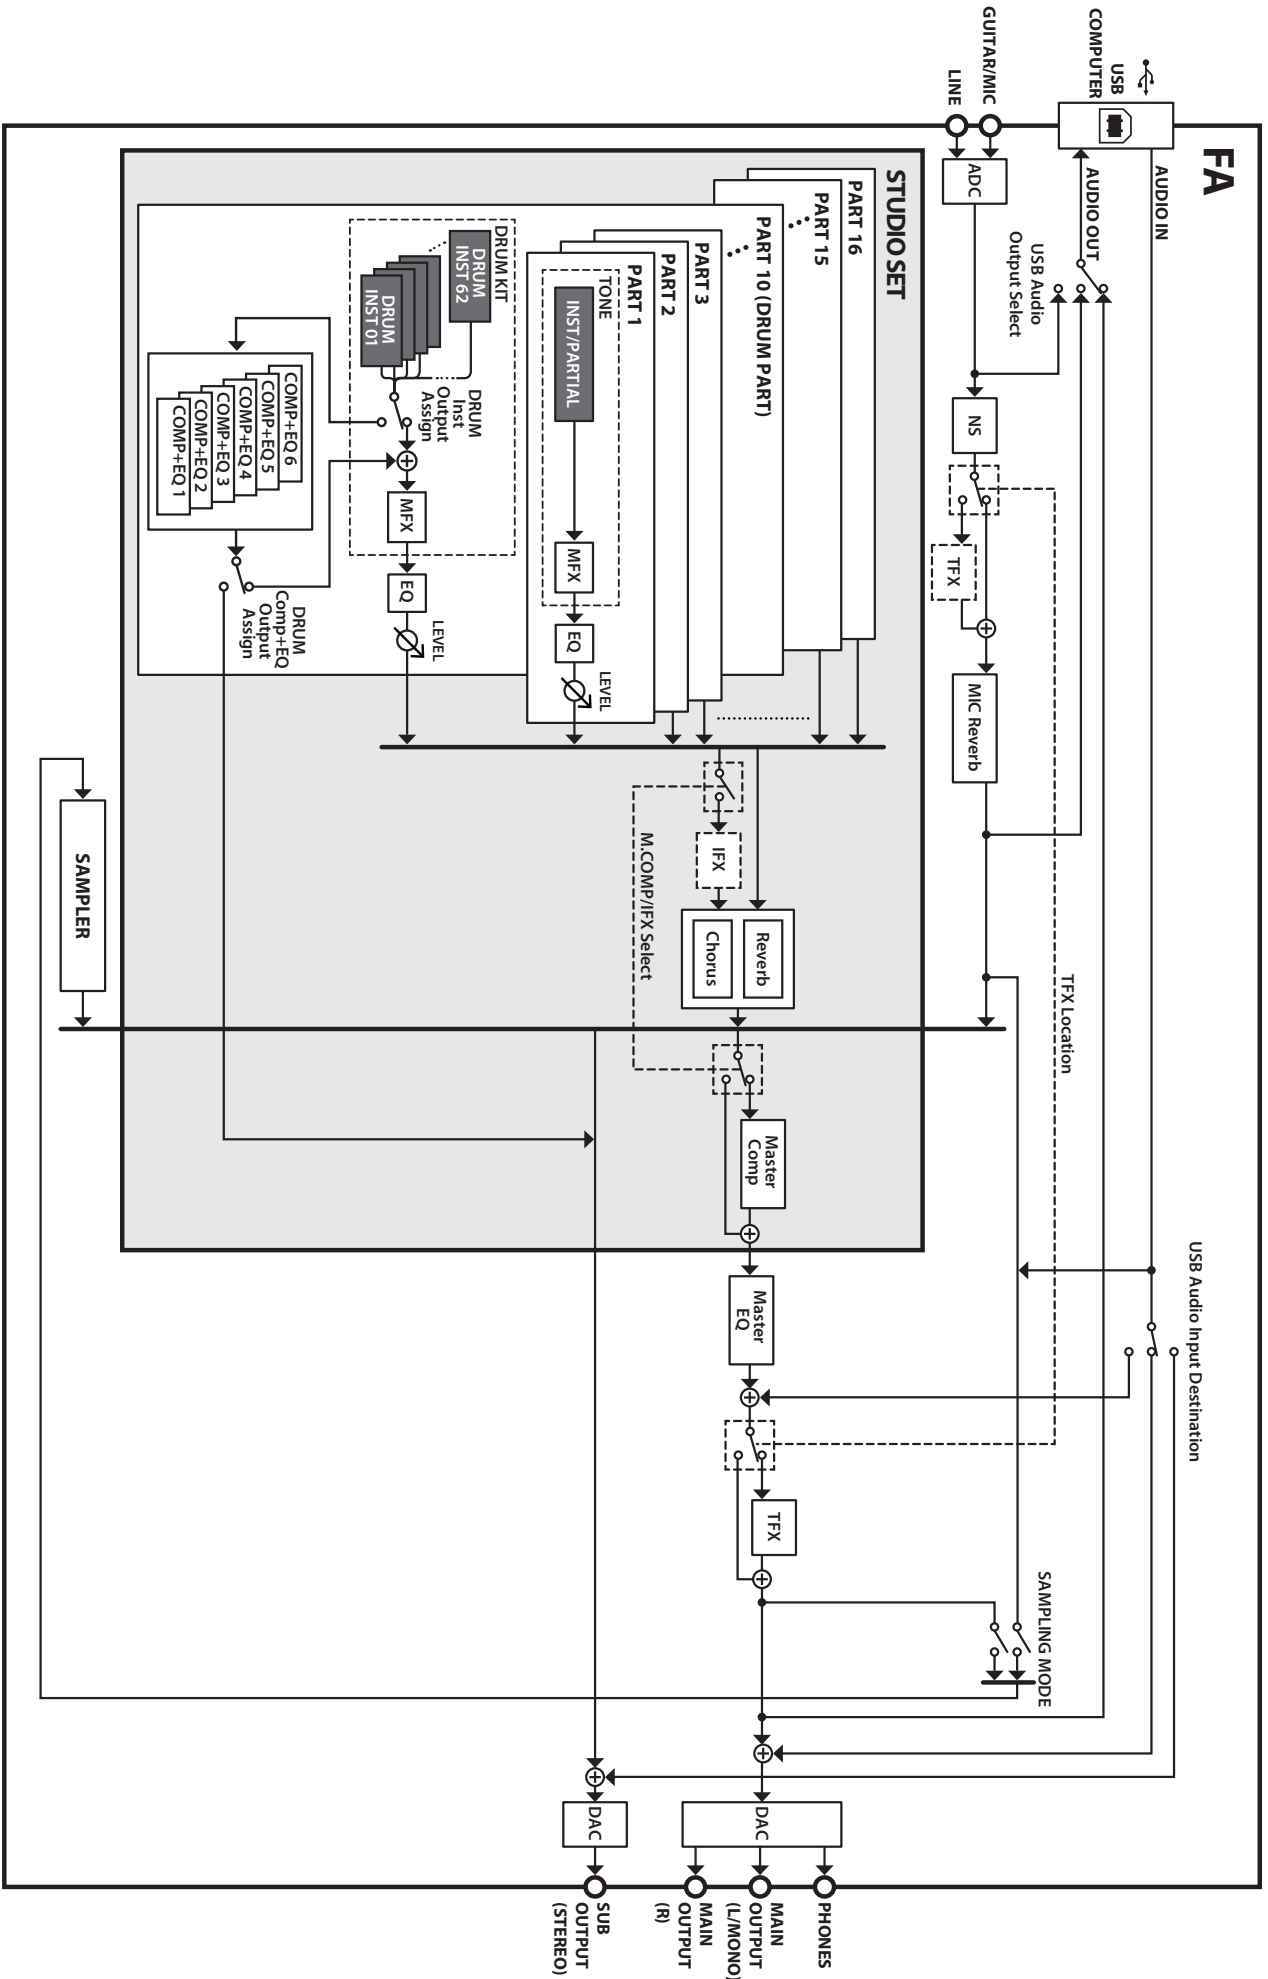 FA
USB
COMPUTER
GUITAR/MIC
LINE
AUDIO IN
AUDIO OUT
USB Audio
Output Select
ADC
NS
TFX
MIC Reverb
TFX Location
USB Audio Input Destination
SAMPLING MODE
STUDIO SET
PART 16
PART 15
PART 10 (DRUM PART)
PART 3
PART 2
PART 1
TONE
INST/PARTIAL
MFX
EQ
LEVEL
DRUM KIT
DRUM
INST 62
DRUM
INST 01
DRUM
Inst
Output
Assign
MFX
EQ
LEVEL
COMP+EQ 6
COMP+EQ 5
COMP+EQ 4
COMP+EQ 3
COMP+EQ 2
COMP+EQ 1
DRUM
Comp+EQ
Output
Assign
IFX
M.COMP/IFX Select
Reverb
Chorus
Master
Comp
Master
EQ
TFX
SAMPLER
DAC
DAC
PHONES
MAIN
OUTPUT
(L/MONO)
MAIN
OUTPUT
(R)
SUB
OUTPUT
(STEREO)